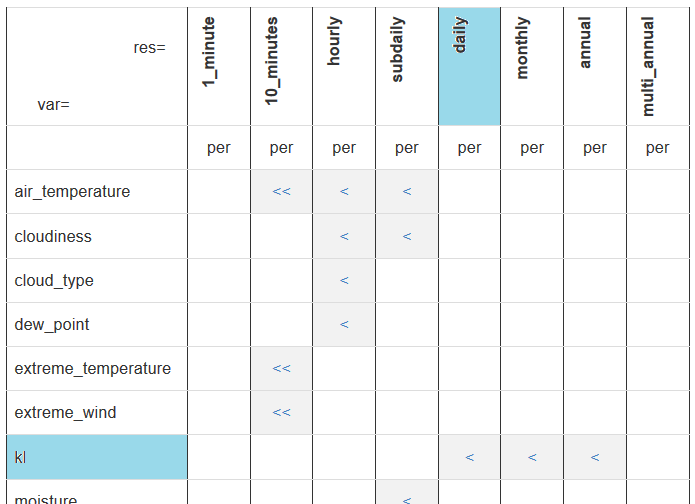 res=
var=
1_minute 10_minutes hourly subdaily daily monthly annual multi_annual
per per per per per per per per
air_temperature << < <
cloudiness < <
cloud_type <
dew_point <
extreme_temperature <<
extreme_wind <<
kl < < <
moisture <